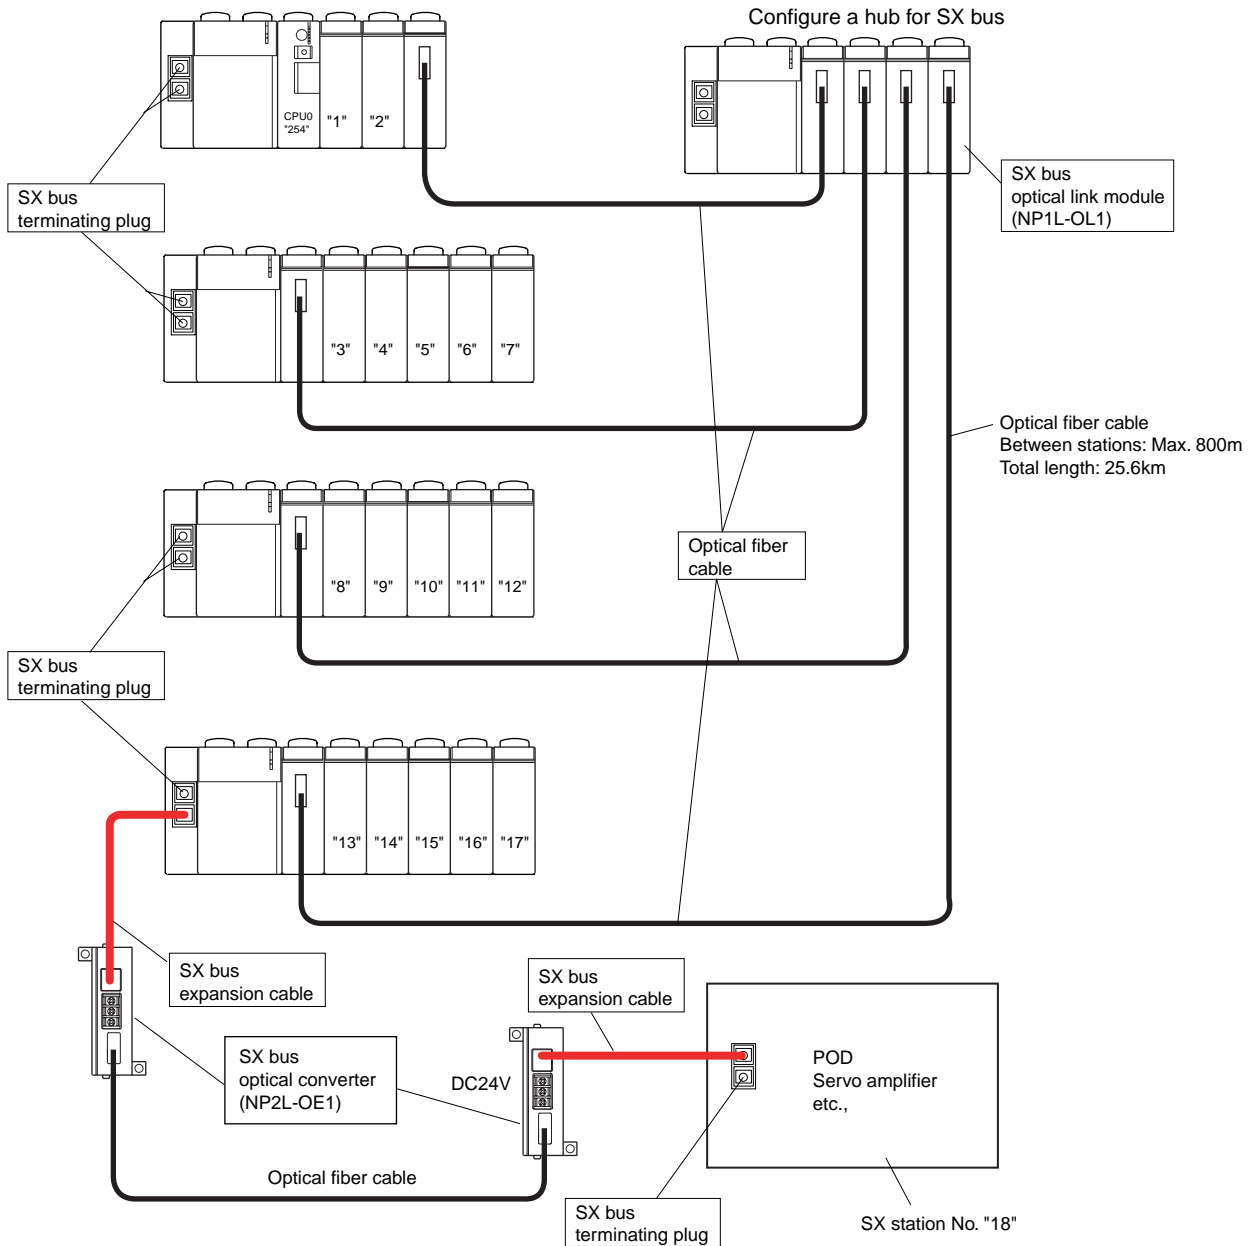 Configure a hub for SX bus
CPU0
"254"
"1"
"2"
SX bus
terminating plug
SX bus
optical link module
(NP1L-OL1)
"3"
"4"
"5"
"6"
"7"
Optical fiber cable
Between stations: Max. 800m
Total length: 25.6km
Optical fiber
cable
"8"
"9"
"10"
"11"
"12"
SX bus
terminating plug
"13"
"14"
"15"
"16"
"17"
SX bus
expansion cable
SX bus
expansion cable
SX bus
optical converter
(NP2L-OE1)
DC24V
POD
Servo amplifier
etc.,
Optical fiber cable
SX bus
terminating plug
SX station No. "18"